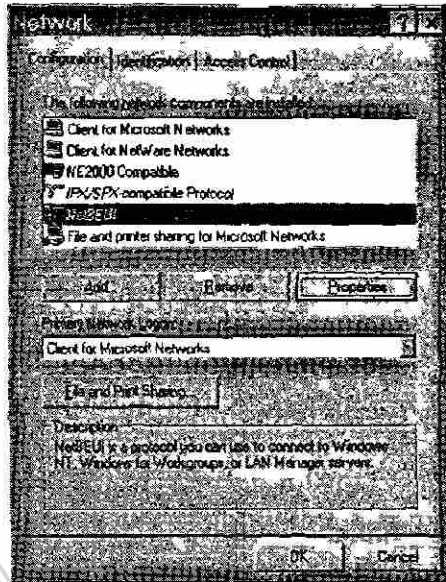 Network
Configuration Identification Access Control
The following network components are installed:
Client for Microsoft Networks
Client for NetWare Networks
NE2000 Compatible
IPX/SPX-compatible Protocol
NetBEUI
File and printer sharing for Microsoft Networks
Add... Remove Properties
Primary Network Logon:
Client for Microsoft Networks
File and Print Sharing...
Description
NetBEUI is a protocol you can use to connect to Windows
NT, Windows for Workgroups, or LAN Manager servers.
OK Cancel